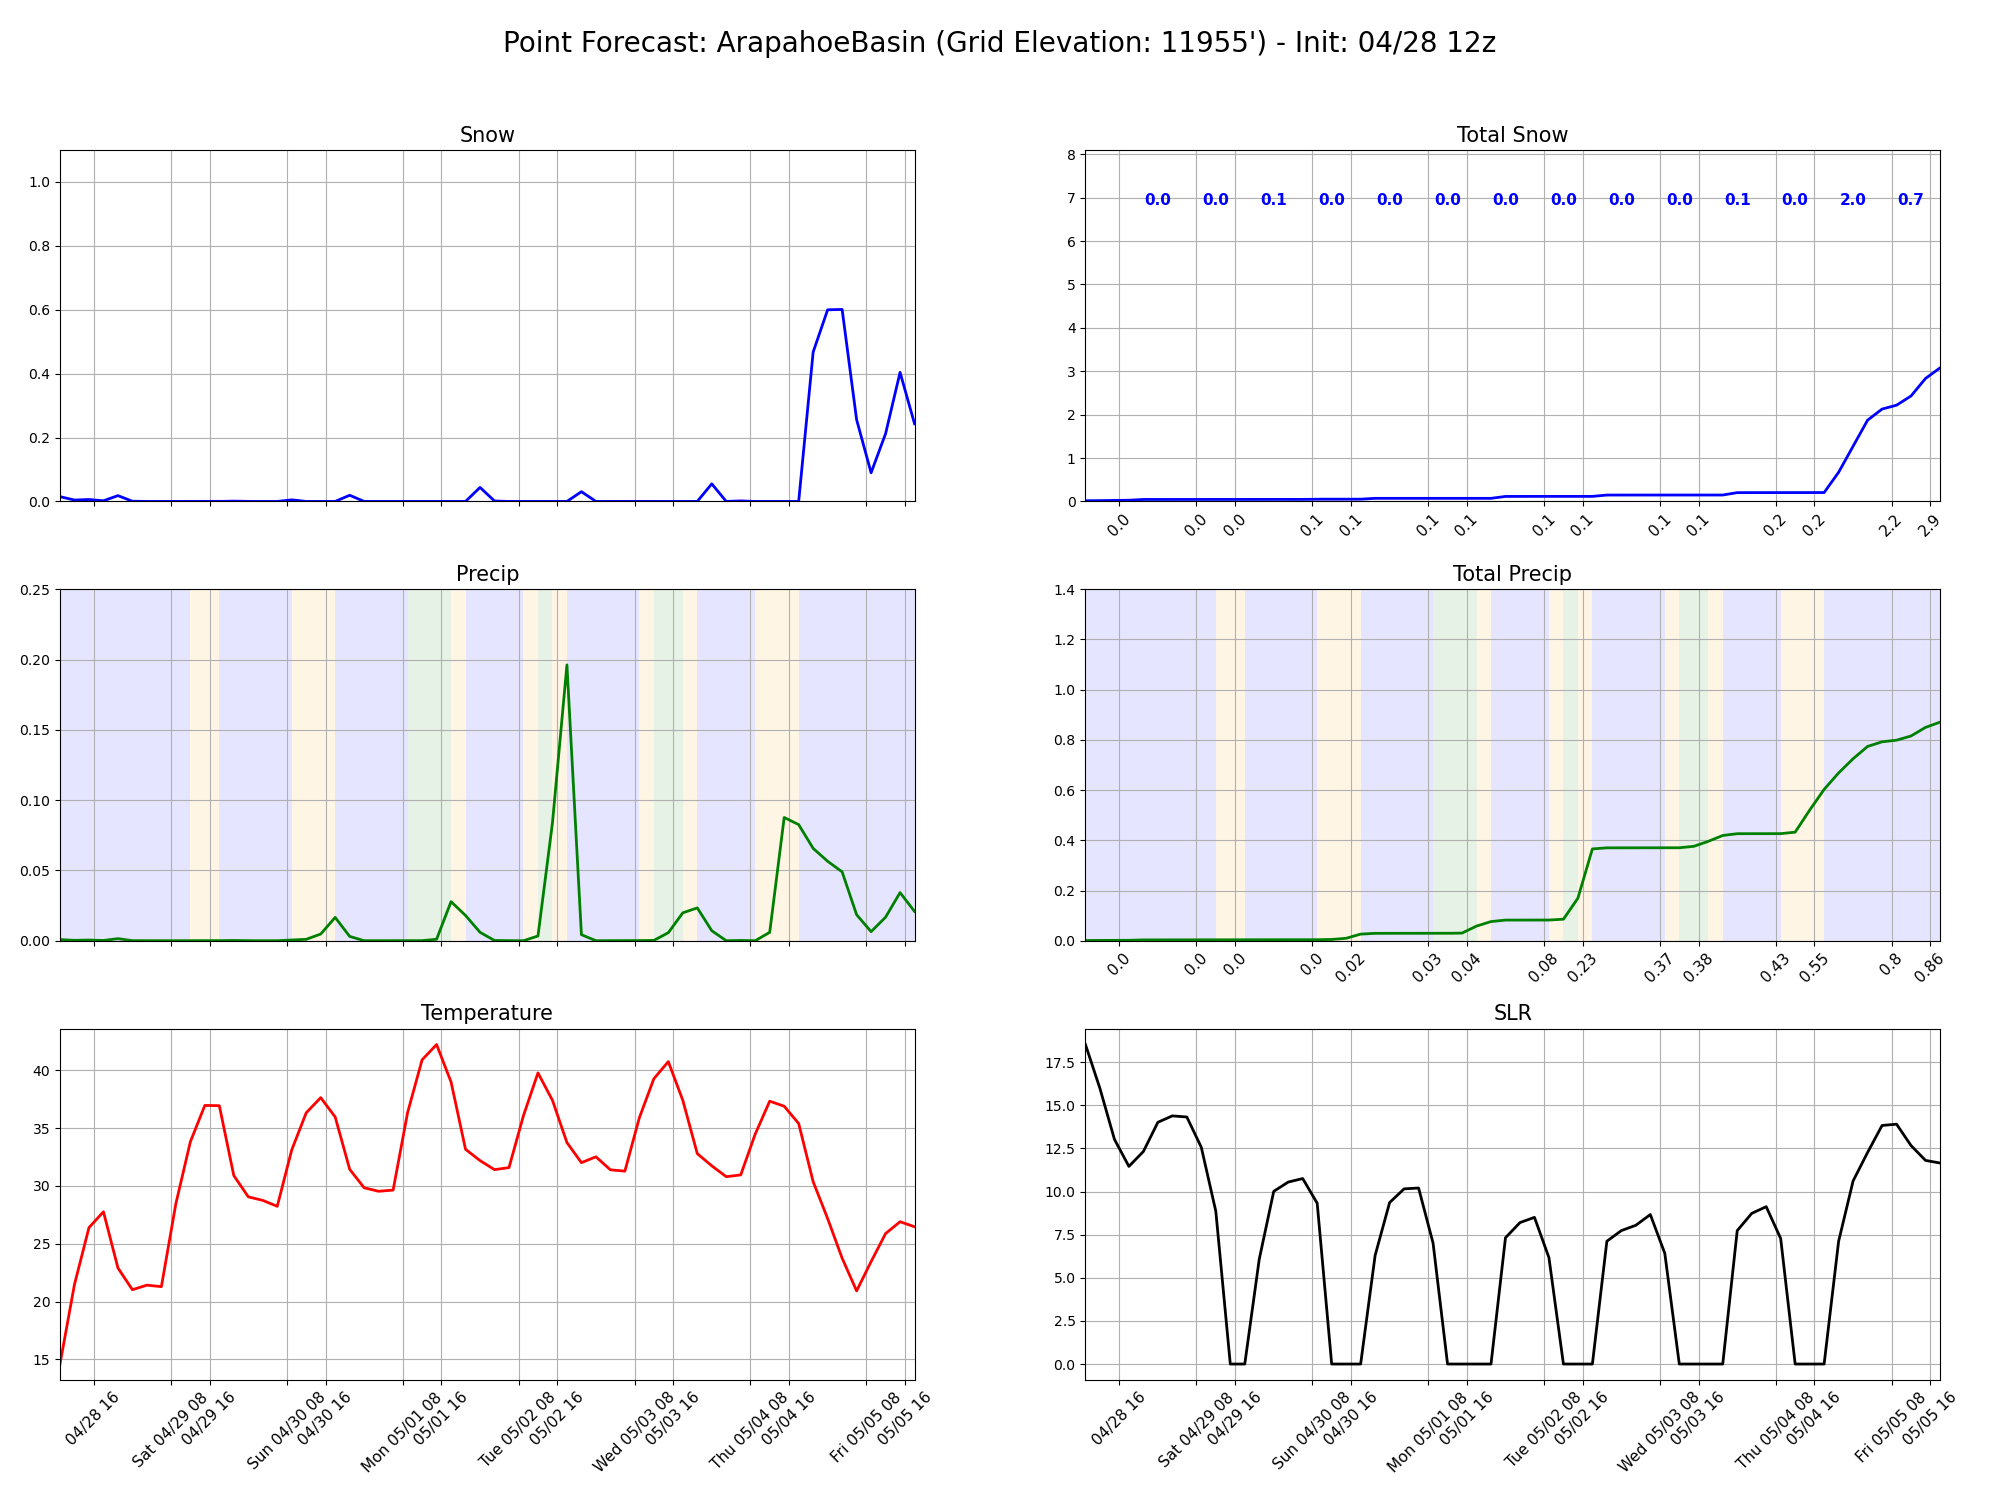 Point Forecast: ArapahoeBasin (Grid Elevation: 11955') - Init: 04/28 12z
Snow
1.0
0.8
0.6
0.4
0.2
0.0
Total Snow
8
7
6
5
4
3
2
1
0
0.0 0.0 0.1 0.0 0.0 0.0 0.0 0.0 0.0 0.0 0.1 0.0 2.0 0.7
0.0 0.0 0.0 0.1 0.1 0.1 0.1 0.1 0.1 0.1 0.1 0.2 0.2 2.2 2.9
Precip
0.25
0.20
0.15
0.10
0.05
0.00
Total Precip
1.4
1.2
1.0
0.8
0.6
0.4
0.2
0.0
0.0 0.0 0.0 0.0 0.02 0.03 0.04 0.08 0.23 0.37 0.38 0.43 0.55 0.8 0.86
Temperature
40
35
30
25
20
15
04/28 16
Sat 04/29 08
04/29 16
Sun 04/30 08
04/30 16
Mon 05/01 08
05/01 16
Tue 05/02 08
05/02 16
Wed 05/03 08
05/03 16
Thu 05/04 08
05/04 16
Fri 05/05 08
05/05 16
SLR
17.5
15.0
12.5
10.0
7.5
5.0
2.5
0.0
04/28 16
Sat 04/29 08
04/29 16
Sun 04/30 08
04/30 16
Mon 05/01 08
05/01 16
Tue 05/02 08
05/02 16
Wed 05/03 08
05/03 16
Thu 05/04 08
05/04 16
Fri 05/05 08
05/05 16